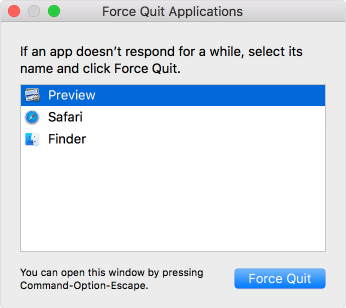 Force Quit Applications
If an app doesn’t respond for a while, select its
name and click Force Quit.
Preview
Safari
Finder
You can open this window by pressing
Command-Option-Escape.
Force Quit